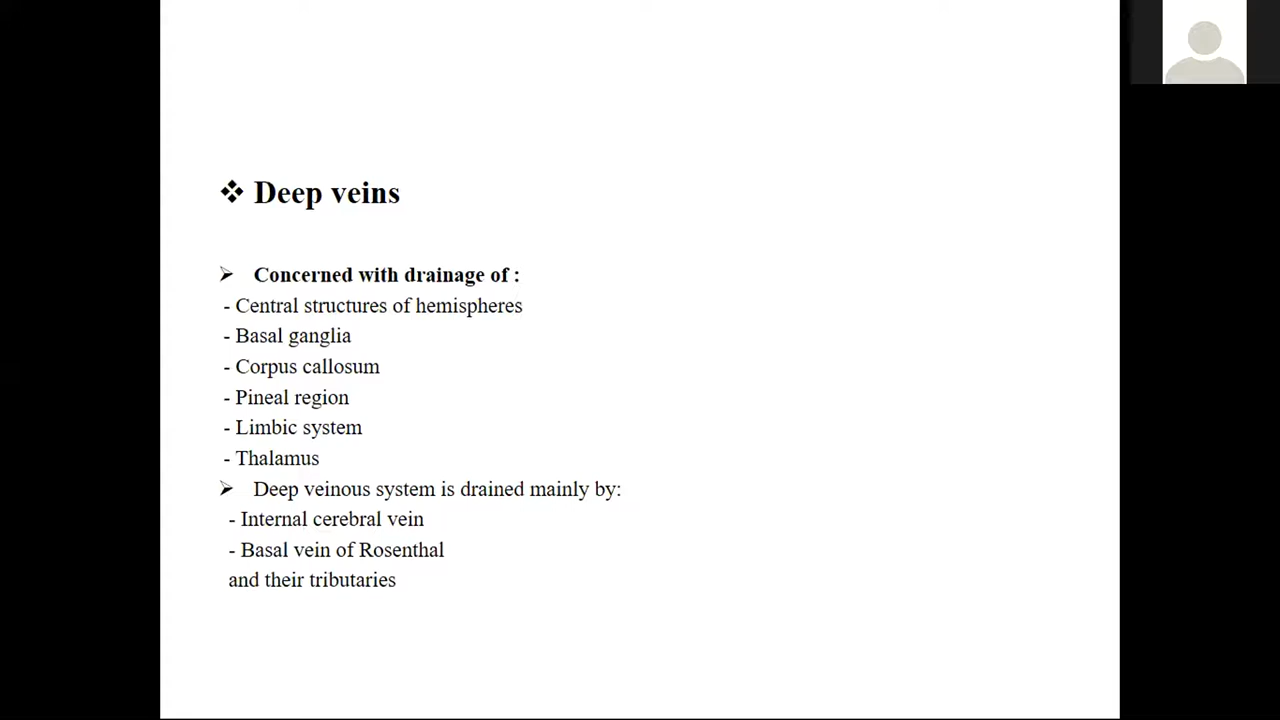 ❖ Deep veins
➢ Concerned with drainage of :
- Central structures of hemispheres
- Basal ganglia
- Corpus callosum
- Pineal region
- Limbic system
- Thalamus
➢ Deep veinous system is drained mainly by:
- Internal cerebral vein
- Basal vein of Rosenthal
and their tributaries